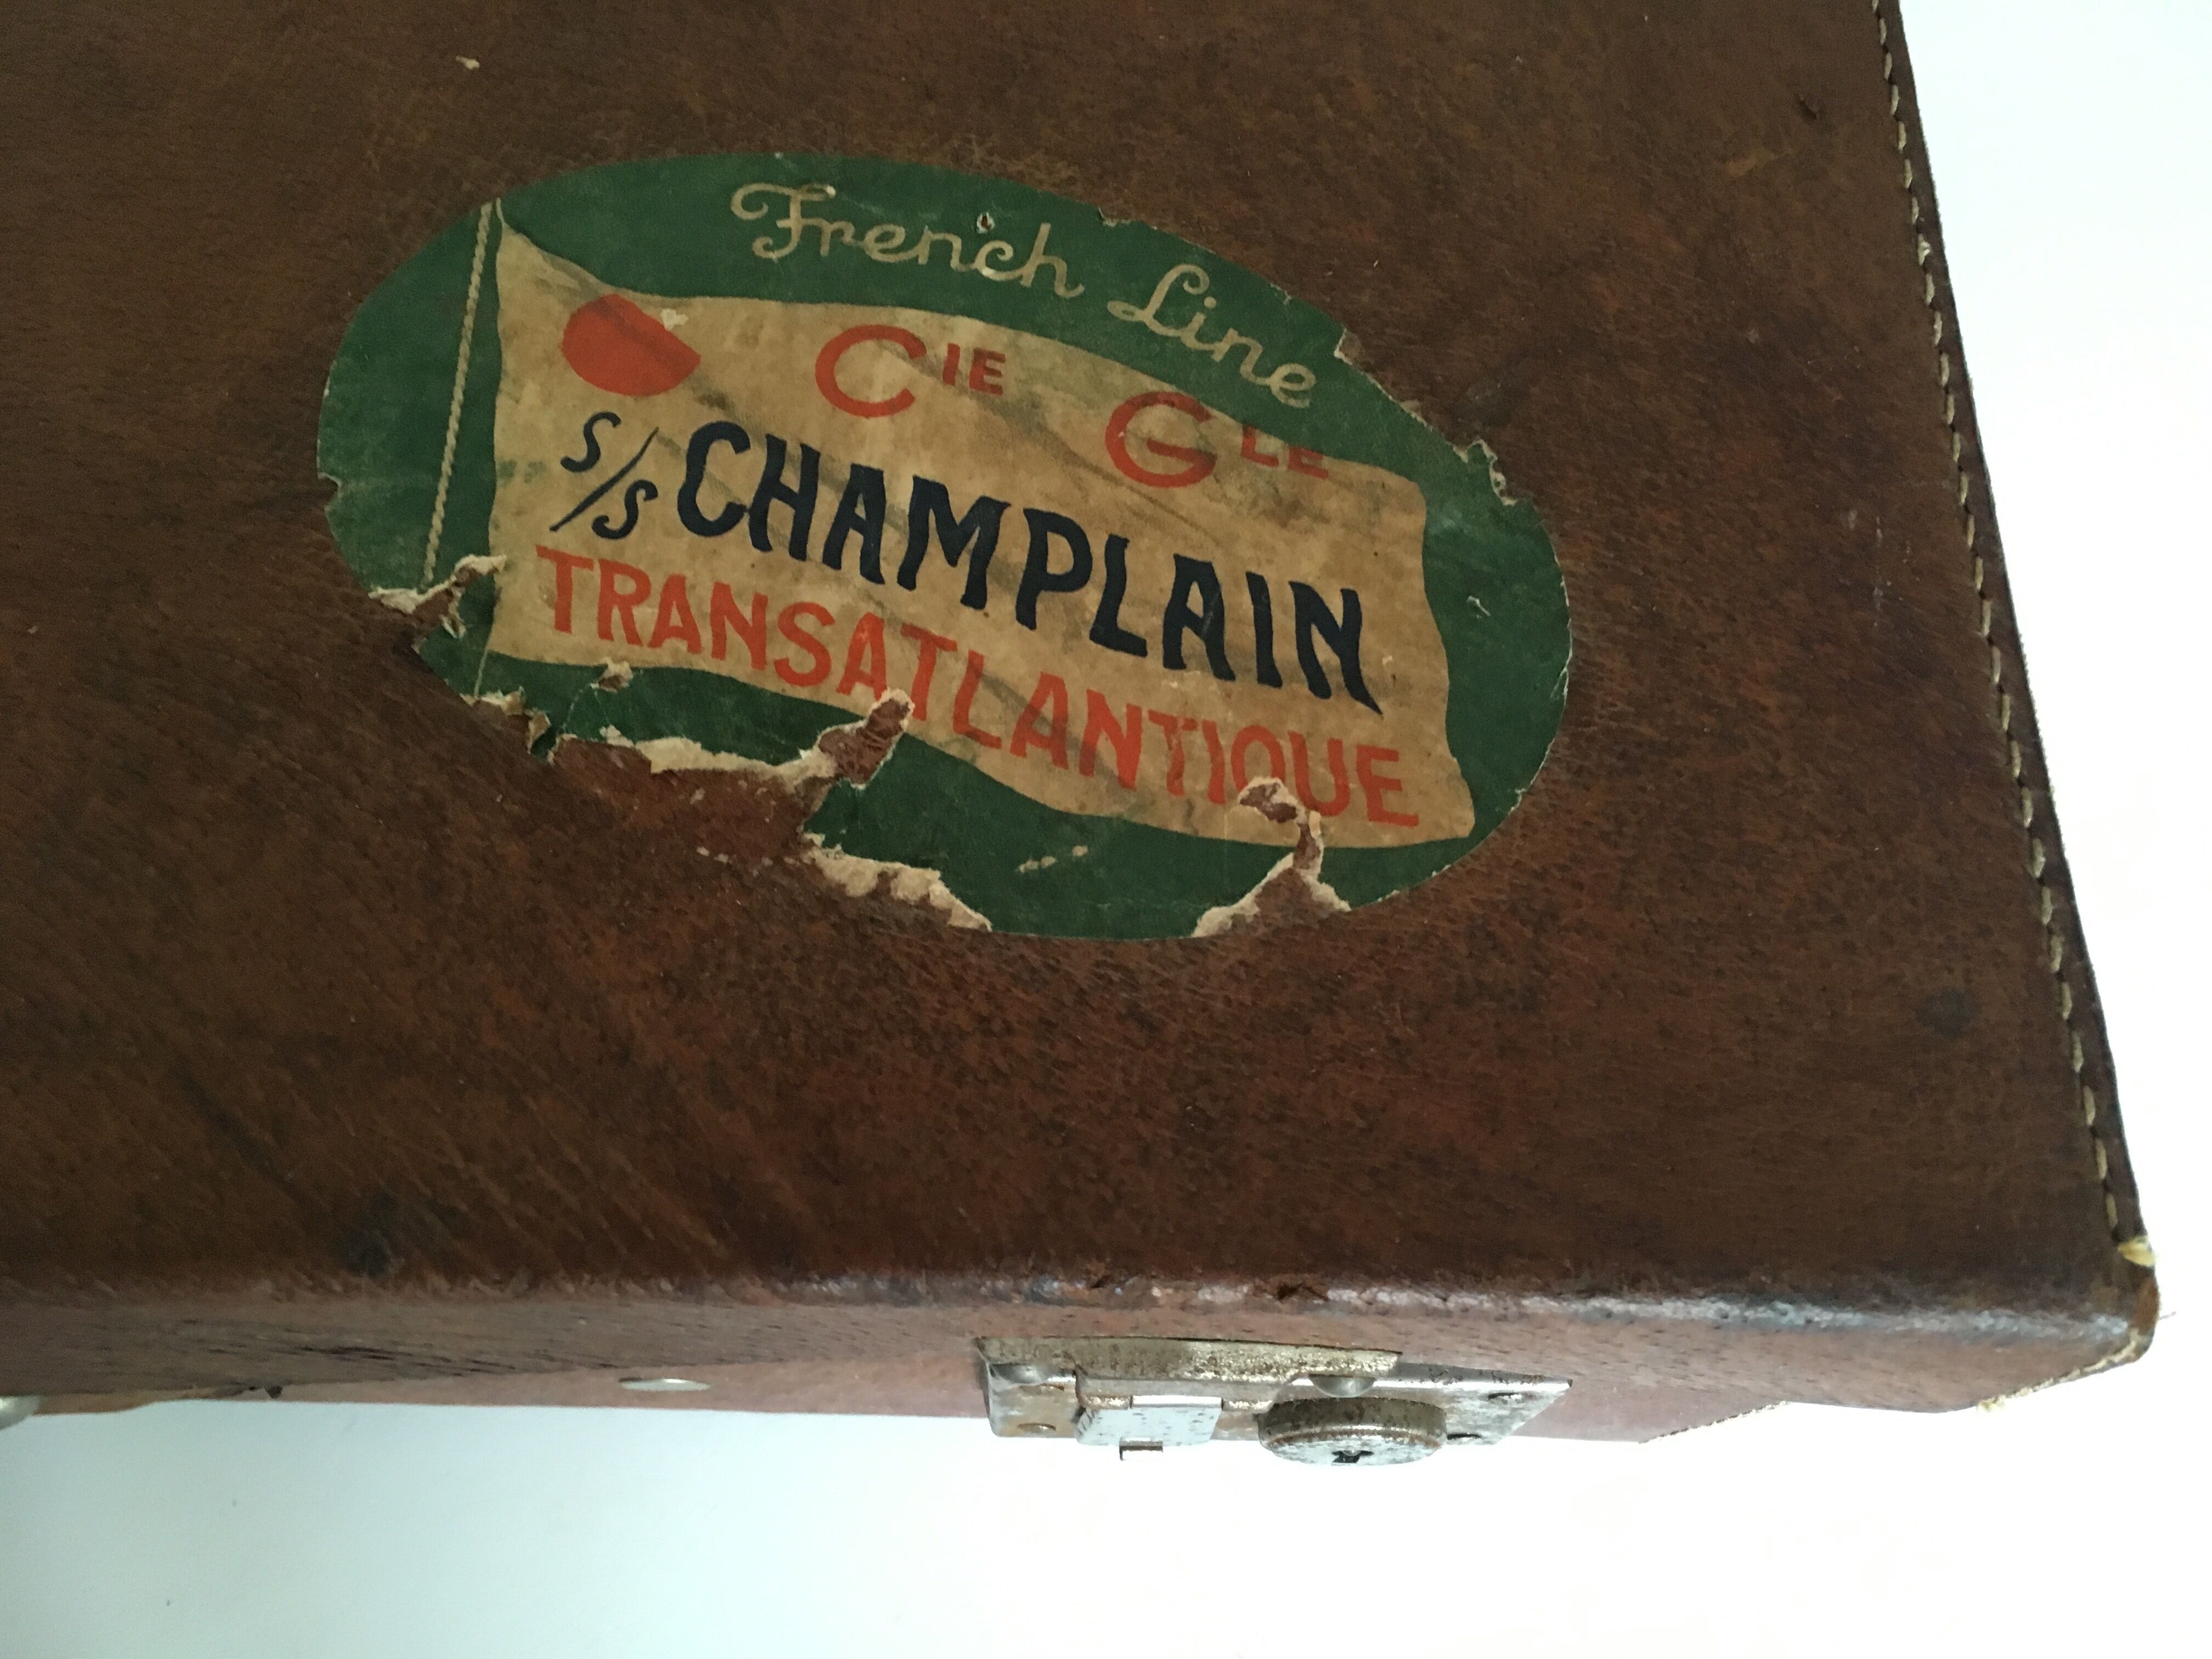 French Line
CIE GLE
S/S CHAMPLAIN
TRANSATLANTIQUE